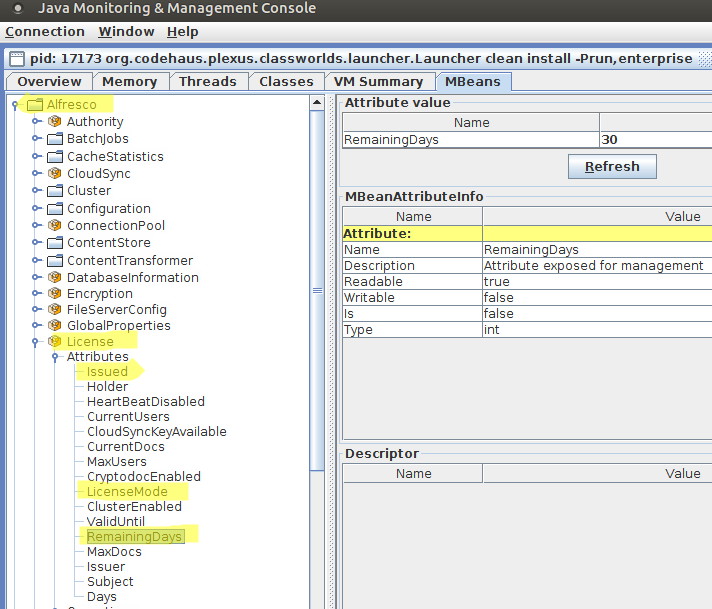 Java Monitoring & Management Console
Connection Window Help
pid: 17173 org.codehaus.plexus.classworlds.launcher.Launcher clean install -Prun,enterprise
Overview Memory Threads Classes VM Summary MBeans
Alfresco
Authority
BatchJobs
CacheStatistics
CloudSync
Cluster
Configuration
ConnectionPool
ContentStore
ContentTransformer
DatabaseInformation
Encryption
FileServerConfig
GlobalProperties
License
Attributes
Issued
Holder
HeartBeatDisabled
CurrentUsers
CloudSyncKeyAvailable
CurrentDocs
MaxUsers
CryptodocEnabled
LicenseMode
ClusterEnabled
ValidUntil
RemainingDays
MaxDocs
Issuer
Subject
Days
Attribute value
Name
RemainingDays 30
Refresh
MBeanAttributeInfo
Name Value
Attribute:
Name RemainingDays
Description Attribute exposed for management
Readable true
Writable false
Is false
Type int
Descriptor
Name Value